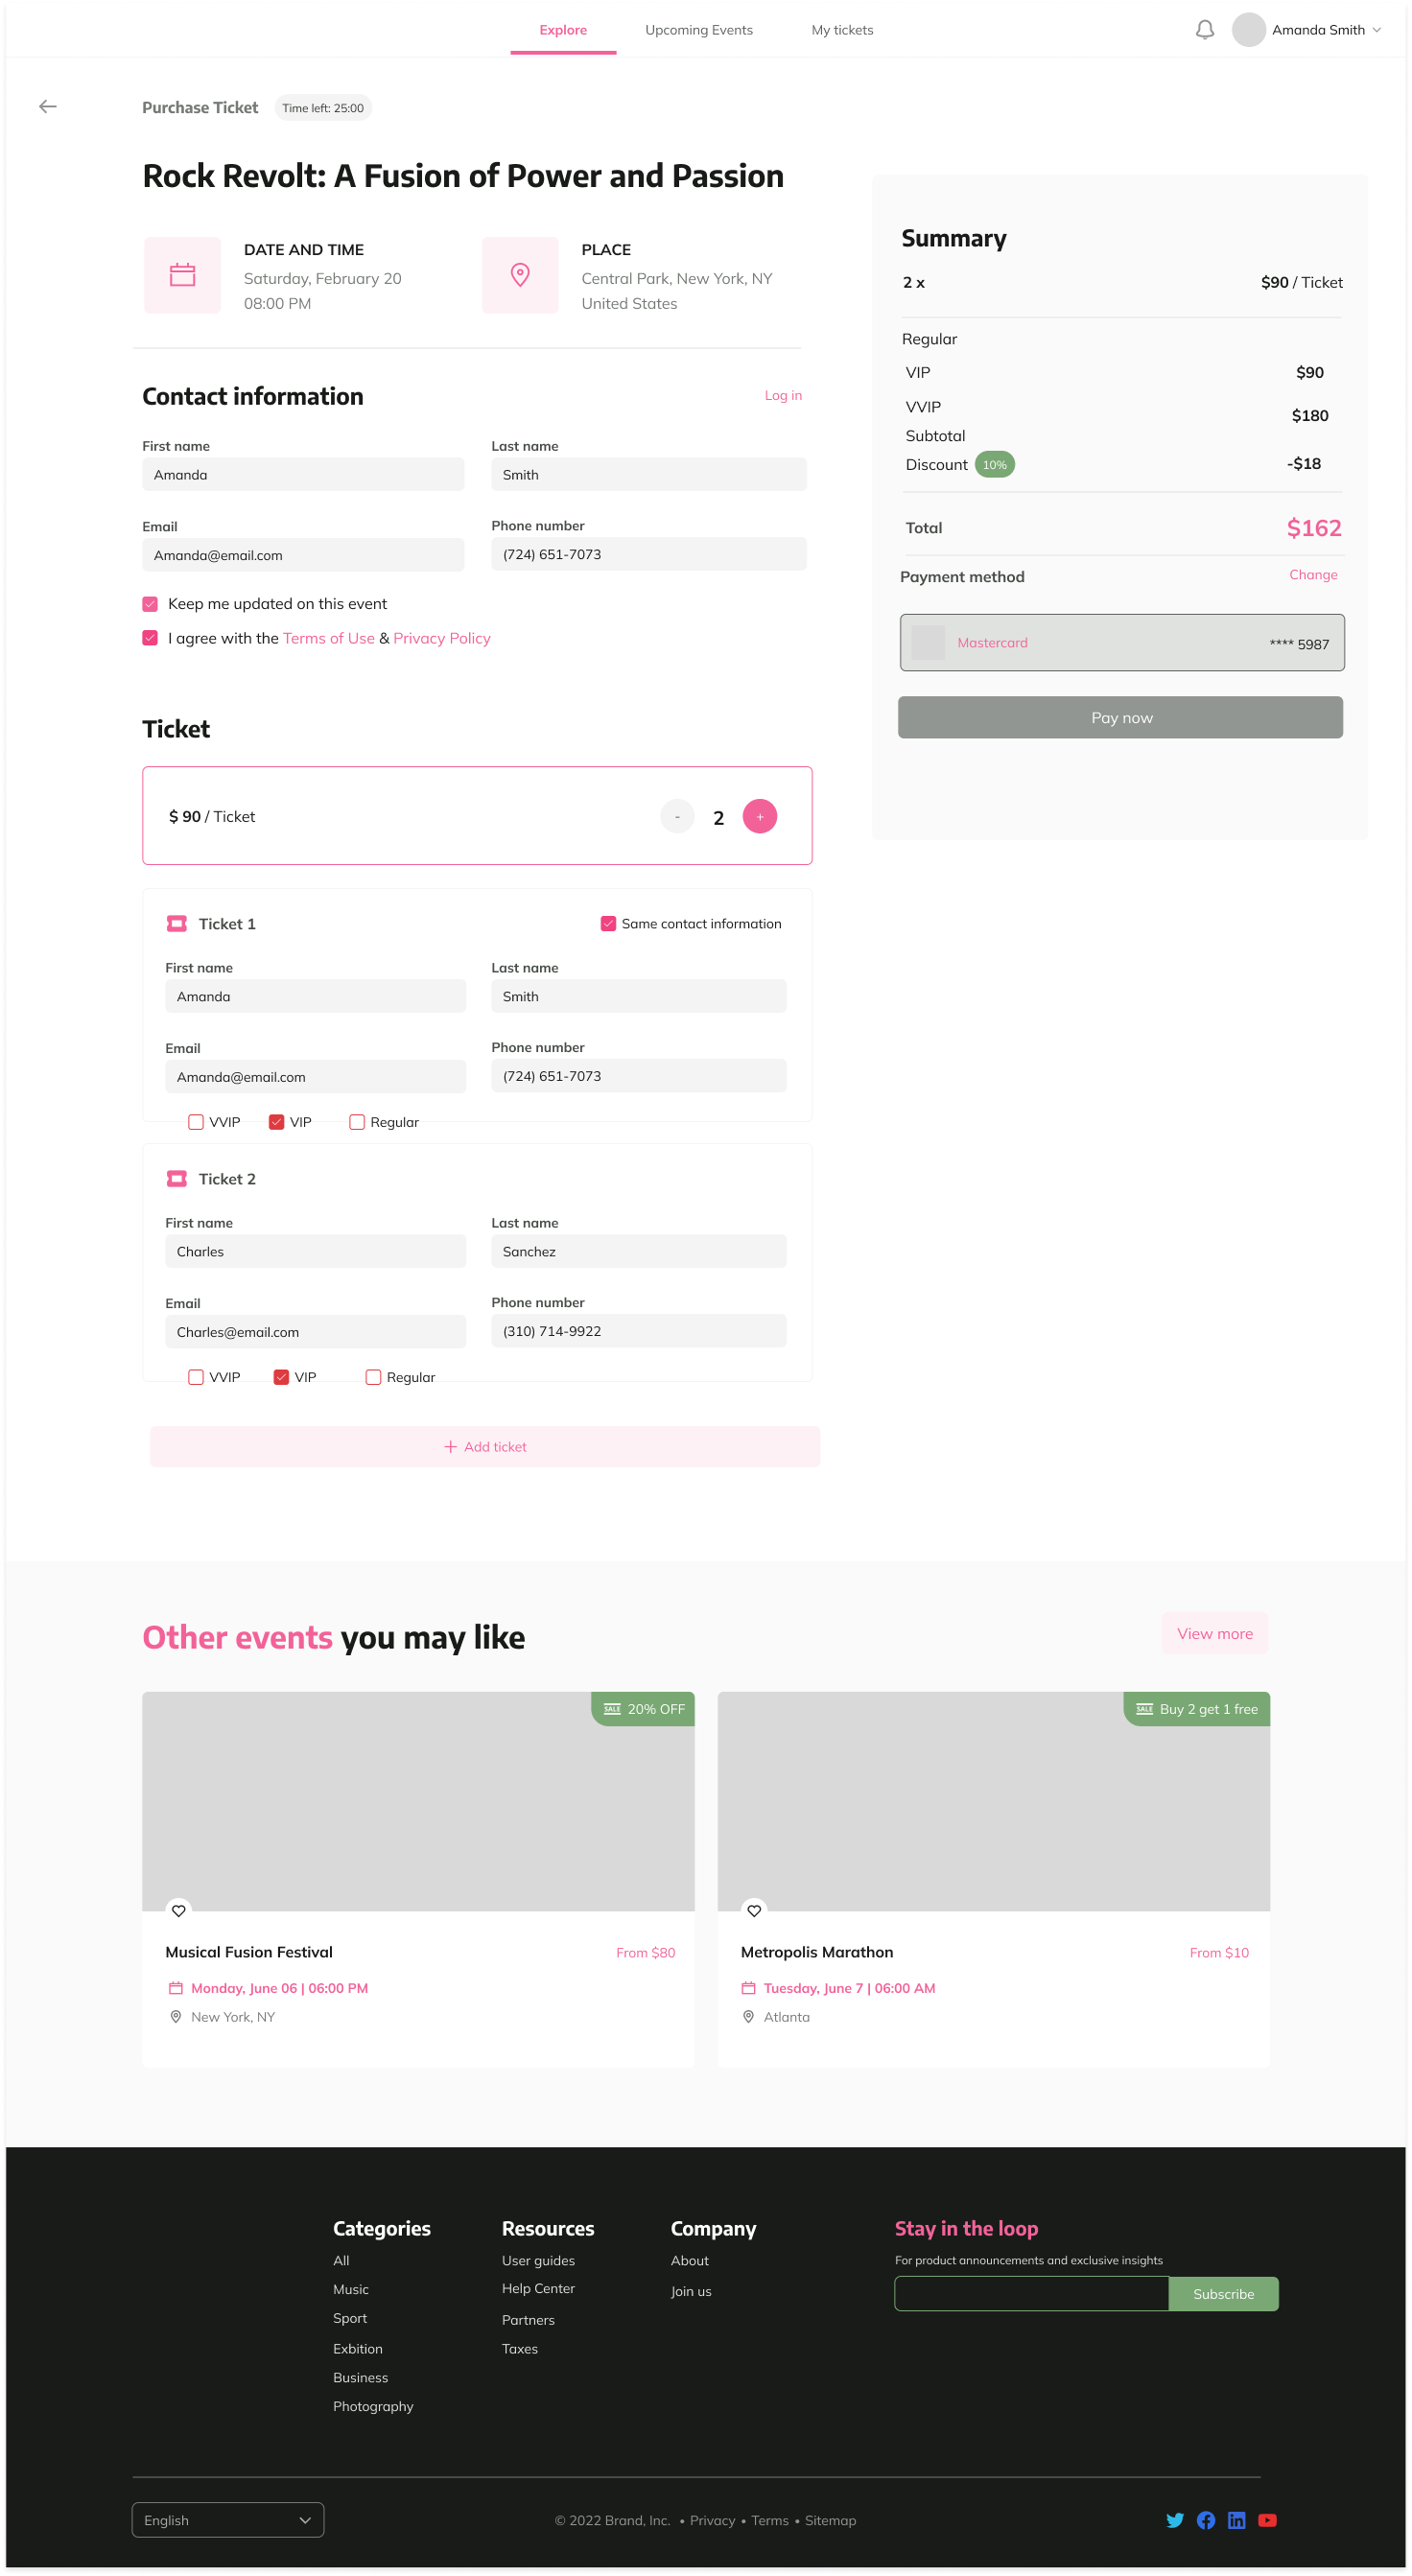 Explore Upcoming Events My tickets Amanda Smith
Purchase Ticket Time left: 25:00
Rock Revolt: A Fusion of Power and Passion
DATE AND TIME
Saturday, February 20
08:00 PM
PLACE
Central Park, New York, NY
United States
Contact information Log in
First name Last name
Amanda Smith
Email Phone number
Amanda@email.com (724) 651-7073
Keep me updated on this event
I agree with the Terms of Use & Privacy Policy
Summary
2 x $90 / Ticket
Regular
VIP $90
VVIP $180
Subtotal
Discount 10% -$18
Total $162
Payment method Change
Mastercard **** 5987
Pay now
Ticket
$ 90 / Ticket - 2 +
Ticket 1 Same contact information
First name Last name
Amanda Smith
Email Phone number
Amanda@email.com (724) 651-7073
VVIP VIP Regular
Ticket 2
First name Last name
Charles Sanchez
Email Phone number
Charles@email.com (310) 714-9922
VVIP VIP Regular
+ Add ticket
Other events you may like View more
SALE 20% OFF
Musical Fusion Festival From $80
Monday, June 06 | 06:00 PM
New York, NY
SALE Buy 2 get 1 free
Metropolis Marathon From $10
Tuesday, June 7 | 06:00 AM
Atlanta
Categories
All
Music
Sport
Exbition
Business
Photography
Resources
User guides
Help Center
Partners
Taxes
Company
About
Join us
Stay in the loop
For product announcements and exclusive insights
Subscribe
English © 2022 Brand, Inc. • Privacy • Terms • Sitemap